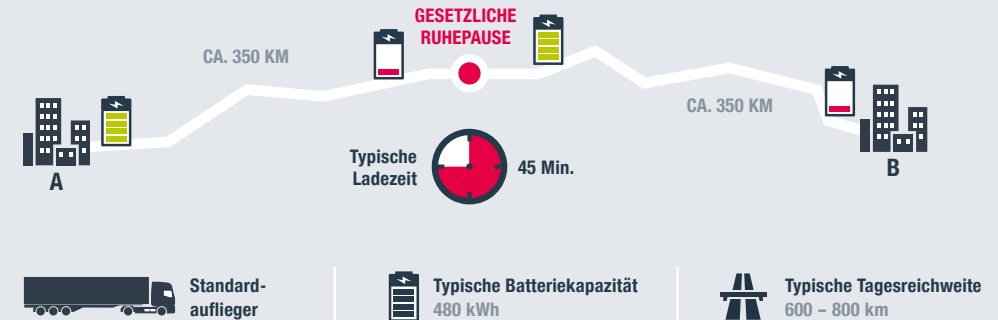 GESETZLICHE
RUHEPAUSE
CA. 350 KM
CA. 350 KM
A
B
Typische
Ladezeit
45 Min.
Standard-
auflieger
Typische Batteriekapazität
480 kWh
Typische Tagesreichweite
600 – 800 km